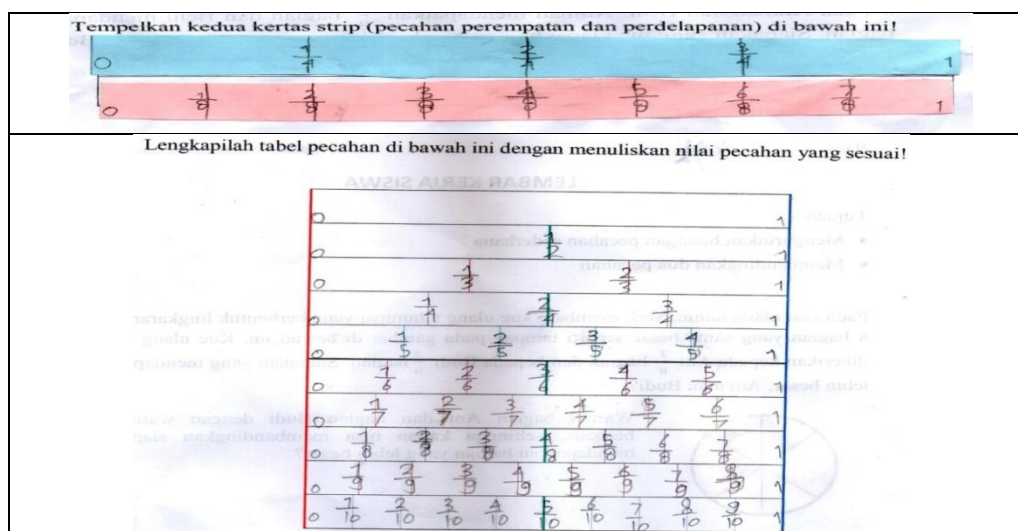 Tempelkan kedua kertas strip (pecahan perempatan dan perdelapanan) di bawah ini!
0 1/4 2/4 3/4 1
0 1/8 2/8 3/8 4/8 5/8 6/8 7/8 1
Lengkapilah tabel pecahan di bawah ini dengan menuliskan nilai pecahan yang sesuai!
LEMBAR KERJA SISWA
0 1
0 1/2 1
0 1/3 2/3 1
0 1/4 2/4 3/4 1
0 1/5 2/5 3/5 4/5 1
0 1/6 2/6 3/6 4/6 5/6 1
0 1/7 2/7 3/7 4/7 5/7 6/7 1
0 1/8 2/8 3/8 4/8 5/8 6/8 7/8 1
0 1/9 2/9 3/9 4/9 5/9 6/9 7/9 8/9 1
0 1/10 2/10 3/10 4/10 5/10 6/10 7/10 8/10 9/10 1